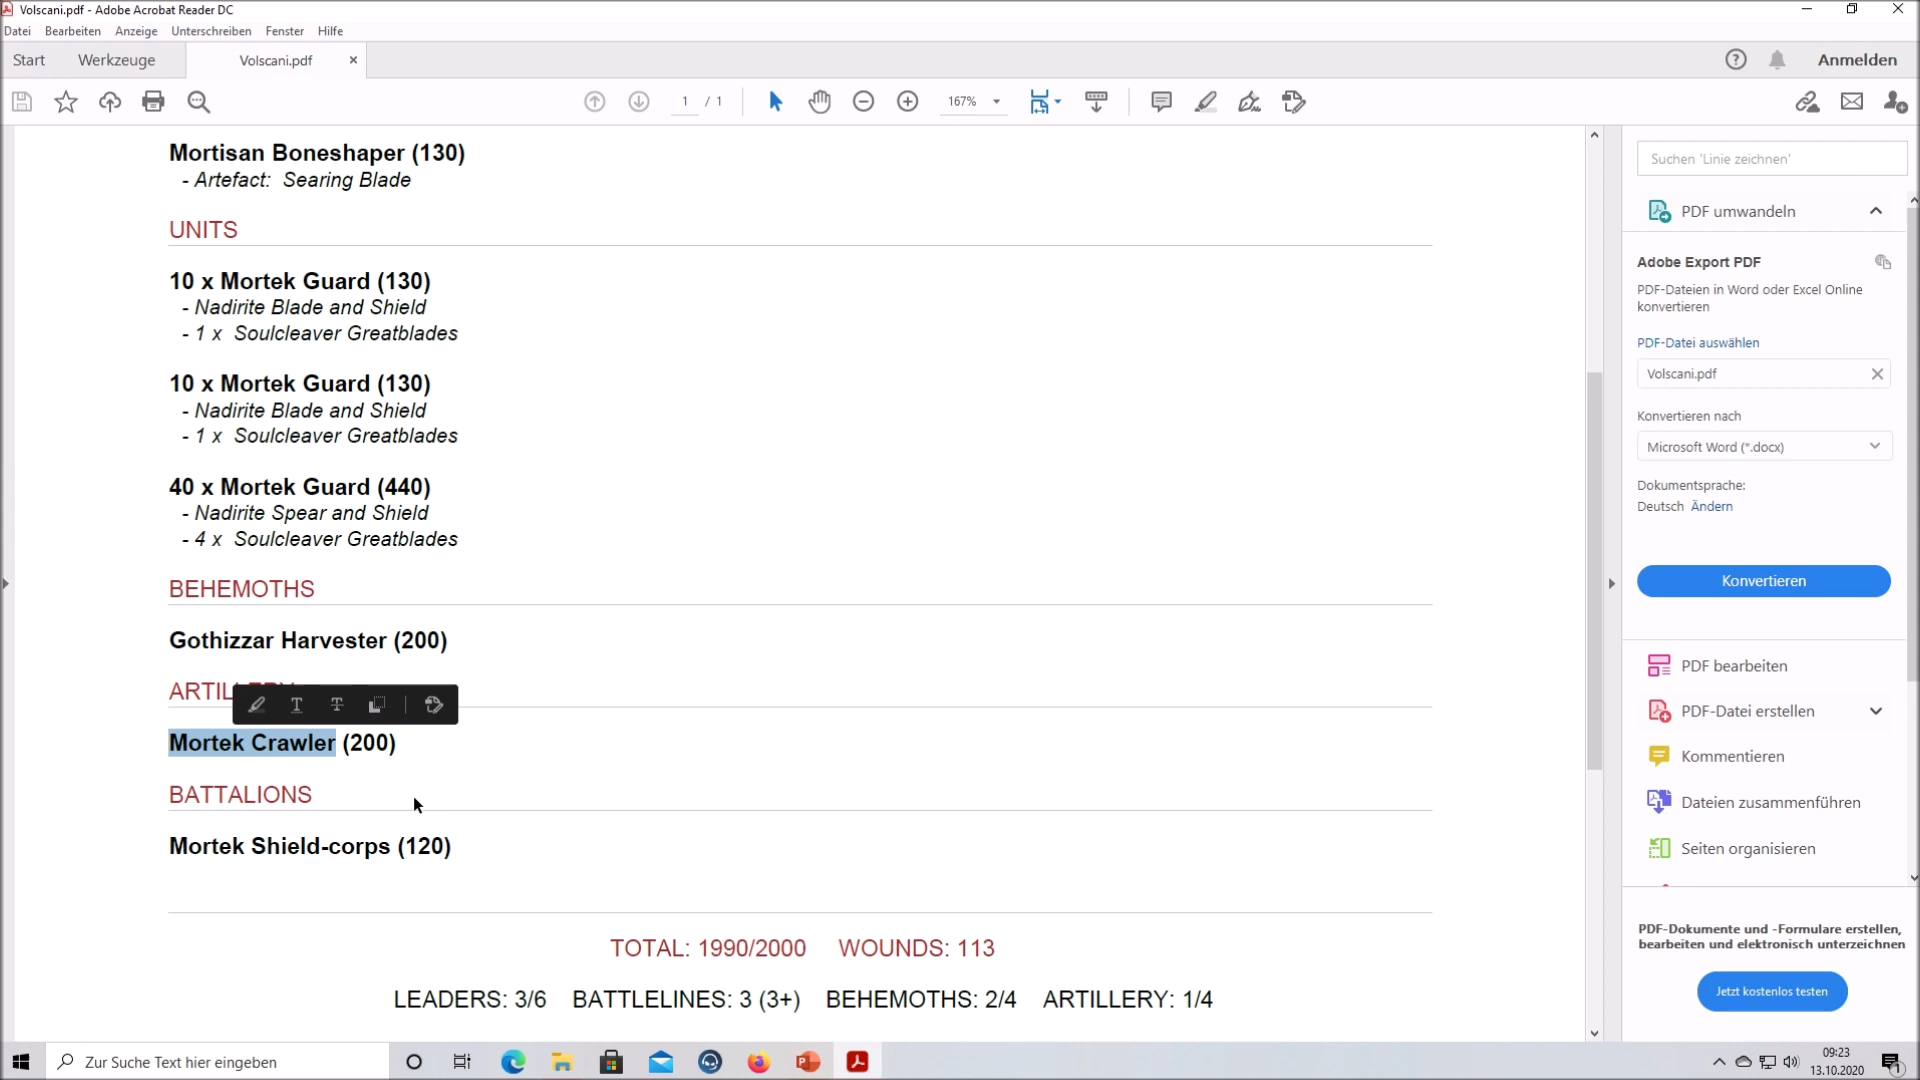 Volscani.pdf - Adobe Acrobat Reader DC
Datei Bearbeiten Anzeige Unterschreiben Fenster Hilfe
Start Werkzeuge Volscani.pdf Anmelden
1 / 1 167%
Mortisan Boneshaper (130)
- Artefact: Searing Blade
UNITS
10 x Mortek Guard (130)
- Nadirite Blade and Shield
- 1 x Soulcleaver Greatblades
10 x Mortek Guard (130)
- Nadirite Blade and Shield
- 1 x Soulcleaver Greatblades
40 x Mortek Guard (440)
- Nadirite Spear and Shield
- 4 x Soulcleaver Greatblades
BEHEMOTHS
Gothizzar Harvester (200)
Mortek Crawler (200)
BATTALIONS
Mortek Shield-corps (120)
TOTAL: 1990/2000 WOUNDS: 113
LEADERS: 3/6 BATTLELINES: 3 (3+) BEHEMOTHS: 2/4 ARTILLERY: 1/4
Suchen 'Linie zeichnen'
PDF umwandeln
Adobe Export PDF
PDF-Dateien in Word oder Excel Online
konvertieren
PDF-Datei auswählen
Volscani.pdf
Konvertieren nach
Microsoft Word (*.docx)
Dokumentsprache:
Deutsch Ändern
Konvertieren
PDF bearbeiten
PDF-Datei erstellen
Kommentieren
Dateien zusammenführen
Seiten organisieren
PDF-Dokumente und -Formulare erstellen,
bearbeiten und elektronisch unterzeichnen
Jetzt kostenlos testen
Zur Suche Text hier eingeben
09:23
13.10.2020